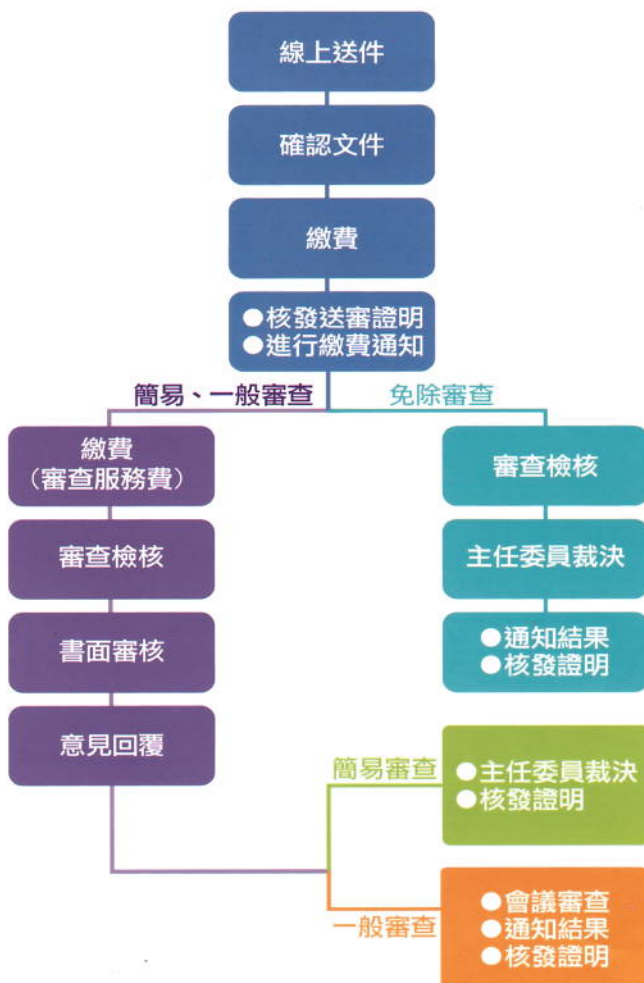 線上送件
確認文件
繳費
●核發送審證明
●進行繳費通知
簡易、一般審查
免除審查
繳費
(審查服務費)
審查檢核
書面審核
意見回覆
審查檢核
主任委員裁決
●通知結果
●核發證明
簡易審查
●主任委員裁決
●核發證明
一般審查
●會議審查
●通知結果
●核發證明